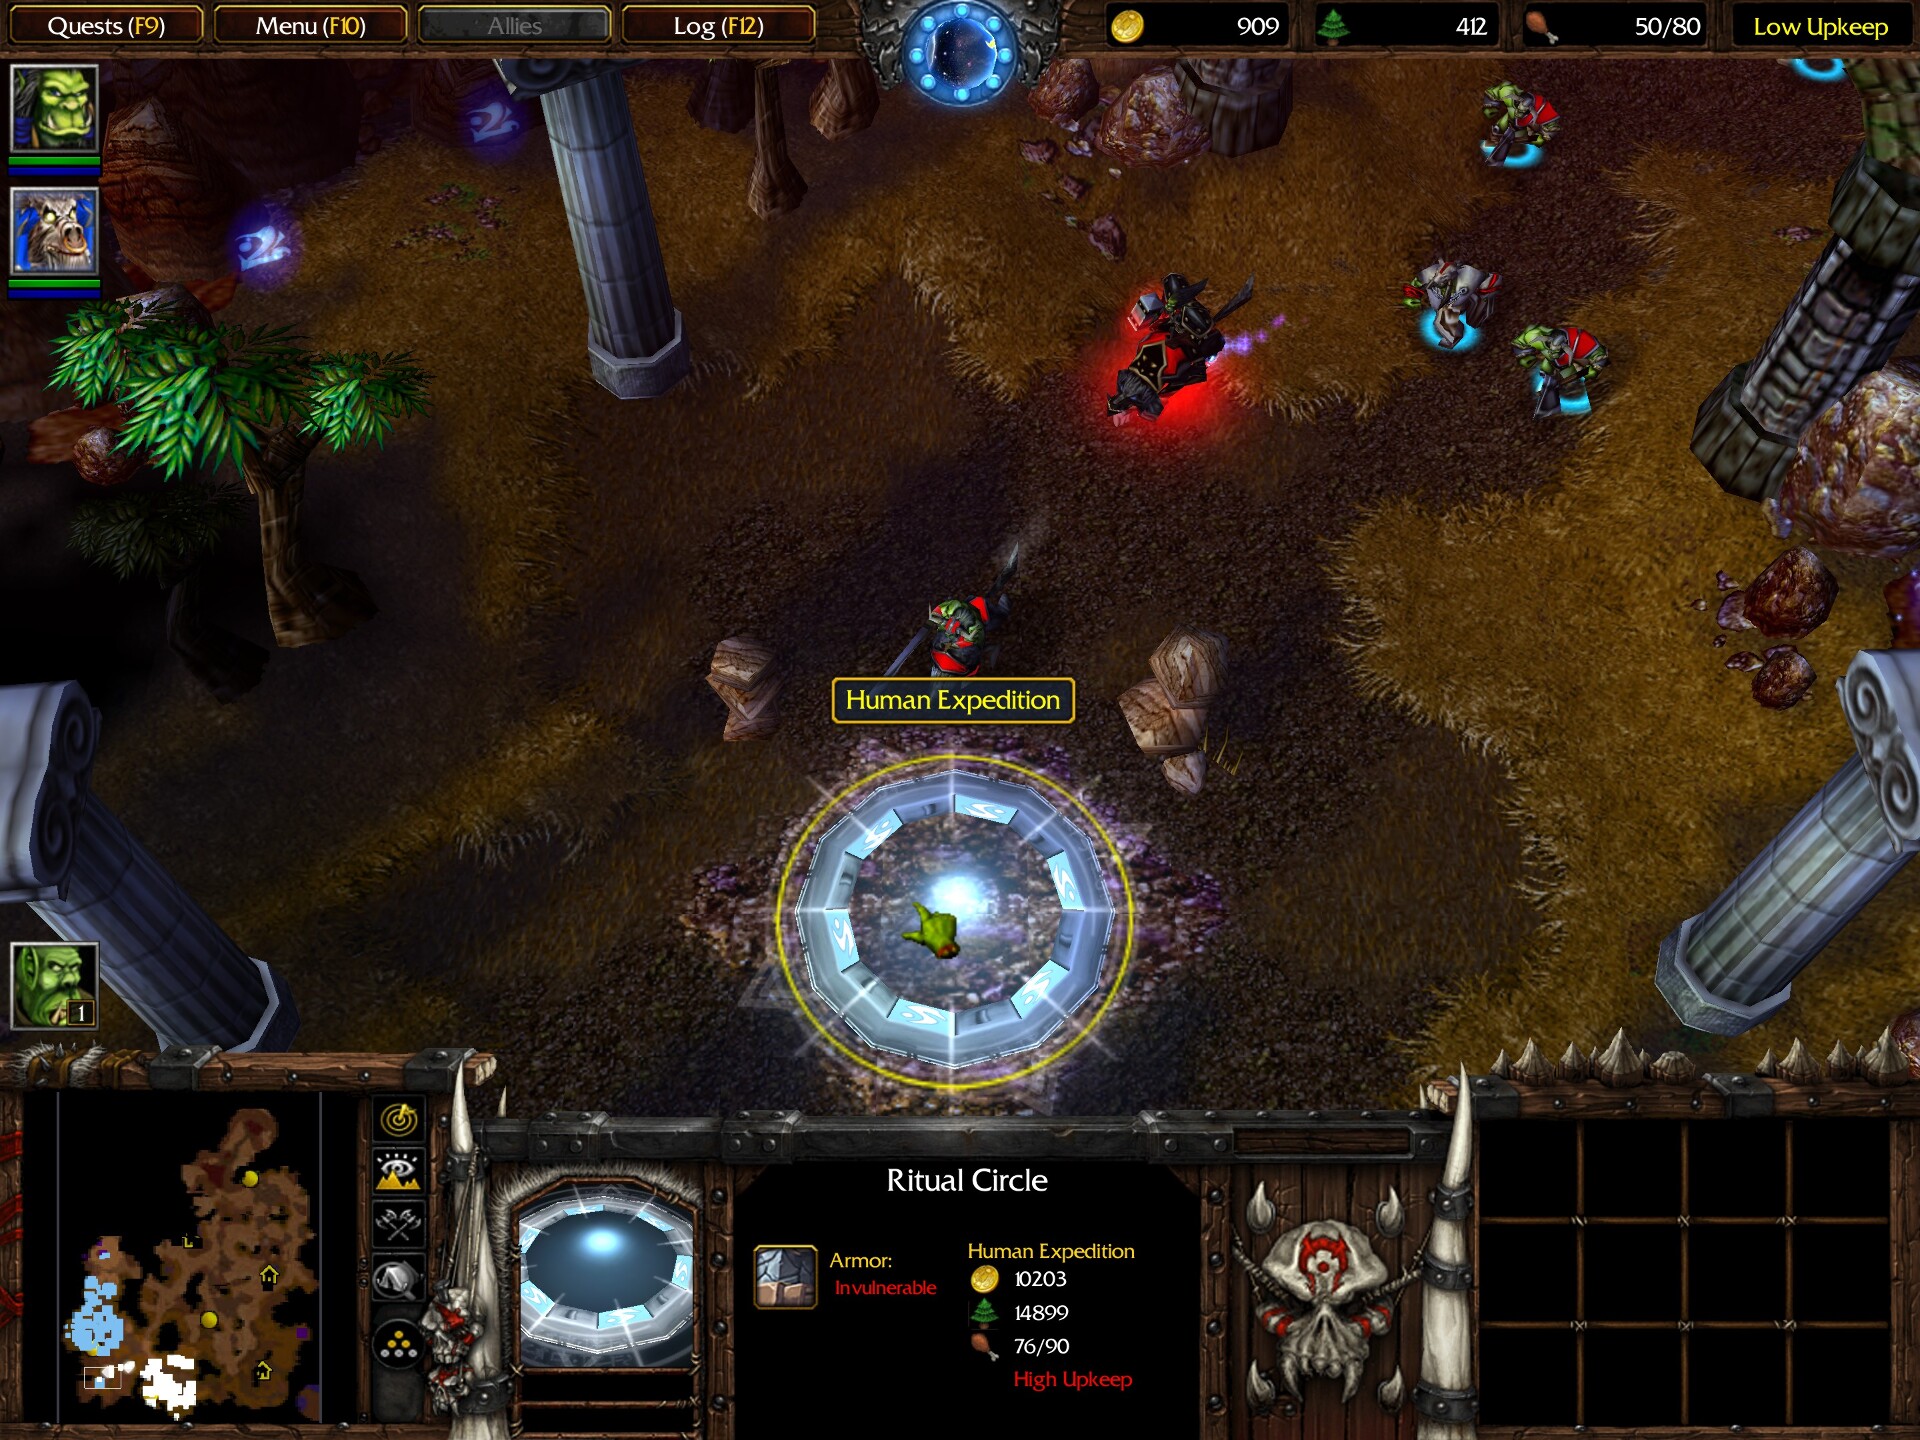 Quests (F9) Menu (F10) Allies Log (F12) 909 412 50/80 Low Upkeep
Human Expedition
1
Ritual Circle
Armor:
Invulnerable
Human Expedition
10203
14899
76/90
High Upkeep